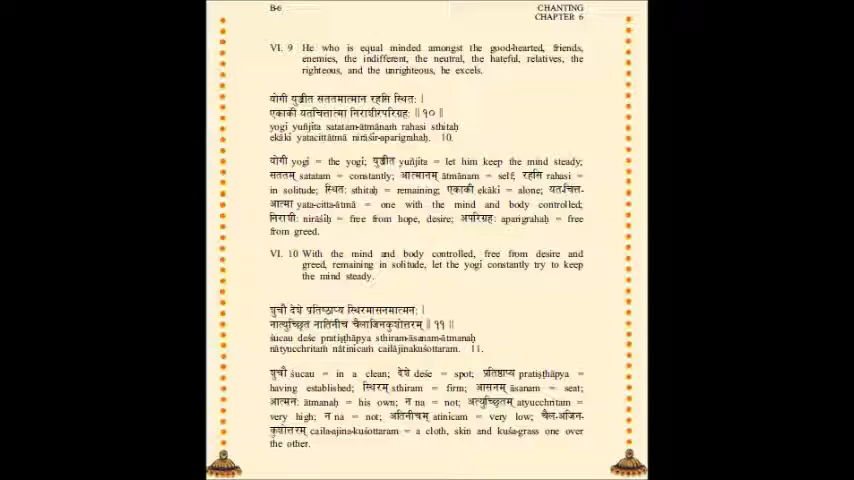 B-6
CHANTING
CHAPTER 6
VI. 9 He who is equal minded amongst the good-hearted, friends,
enemies, the indifferent, the neutral, the hateful, relatives, the
righteous, and the unrighteous, he excels.
योगी युञ्जीत सततमात्मानं रहसि स्थितः ।
एकाकी यतचित्तात्मा निराशीरपरिग्रहः ॥ १० ॥
yogī yuñjīta satatam-ātmānaṁ rahasi sthitaḥ
ekākī yatacittātmā nirāśīr-aparigrahaḥ. 10.
योगी yogi = the yogi; युञ्जीत yuñjīta = let him keep the mind steady;
सततम् satatam = constantly; आत्मानम् ātmānam = self; रहसि rahasi =
in solitude; स्थितः sthitaḥ = remaining; एकाकी ekākī = alone; यत-चित्त-
आत्मा yata-citta-ātmā = one with the mind and body controlled;
निराशीः nirāśiḥ = free from hope, desire; अपरिग्रहः aparigrahaḥ = free
from greed.
VI. 10 With the mind and body controlled, free from desire and
greed, remaining in solitude, let the yogi constantly try to keep
the mind steady.
शुचौ देशे प्रतिष्ठाप्य स्थिरमासनमात्मनः ।
नात्युच्छ्रितं नातिनीचं चैलाजिनकुशोत्तरम् ॥ ११ ॥
śucau deśe pratiṣṭhāpya sthiram-āsanam-ātmanaḥ
nātyucchritaṁ nātinīcaṁ cailājinakuśottaram. 11.
शुचौ śucau = in a clean; देशे deśe = spot; प्रतिष्ठाप्य pratiṣṭhāpya =
having established; स्थिरम् sthiram = firm; आसनम् āsanam = seat;
आत्मनः ātmanaḥ = his own; न na = not; अत्युच्छ्रितम् atyucchritam =
very high; न na = not; अतिनीचम् atinicam = very low; चैल-अजिन-
कुशोत्तरम् caila-ajina-kuśottaram = a cloth, skin and kuśa-grass one over
the other.